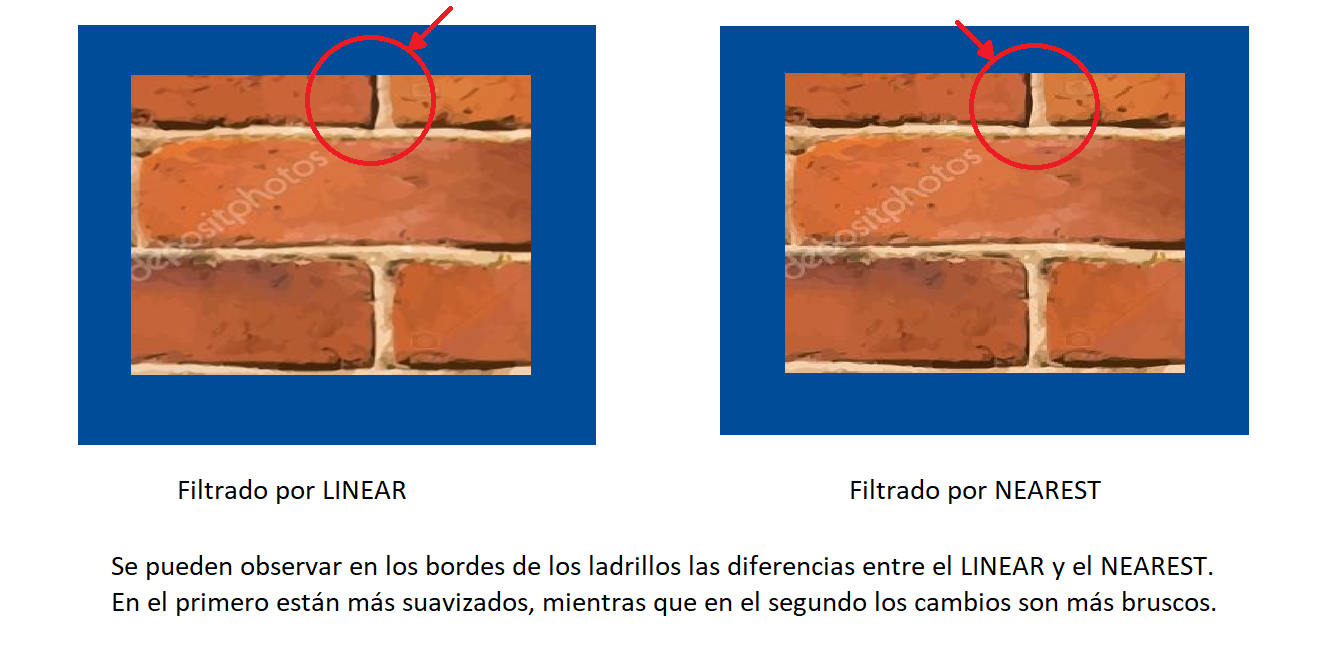 depositphotos
depositphotos
Filtrado por LINEAR
Filtrado por NEAREST
Se pueden observar en los bordes de los ladrillos las diferencias entre el LINEAR y el NEAREST.
En el primero están más suavizados, mientras que en el segundo los cambios son más bruscos.